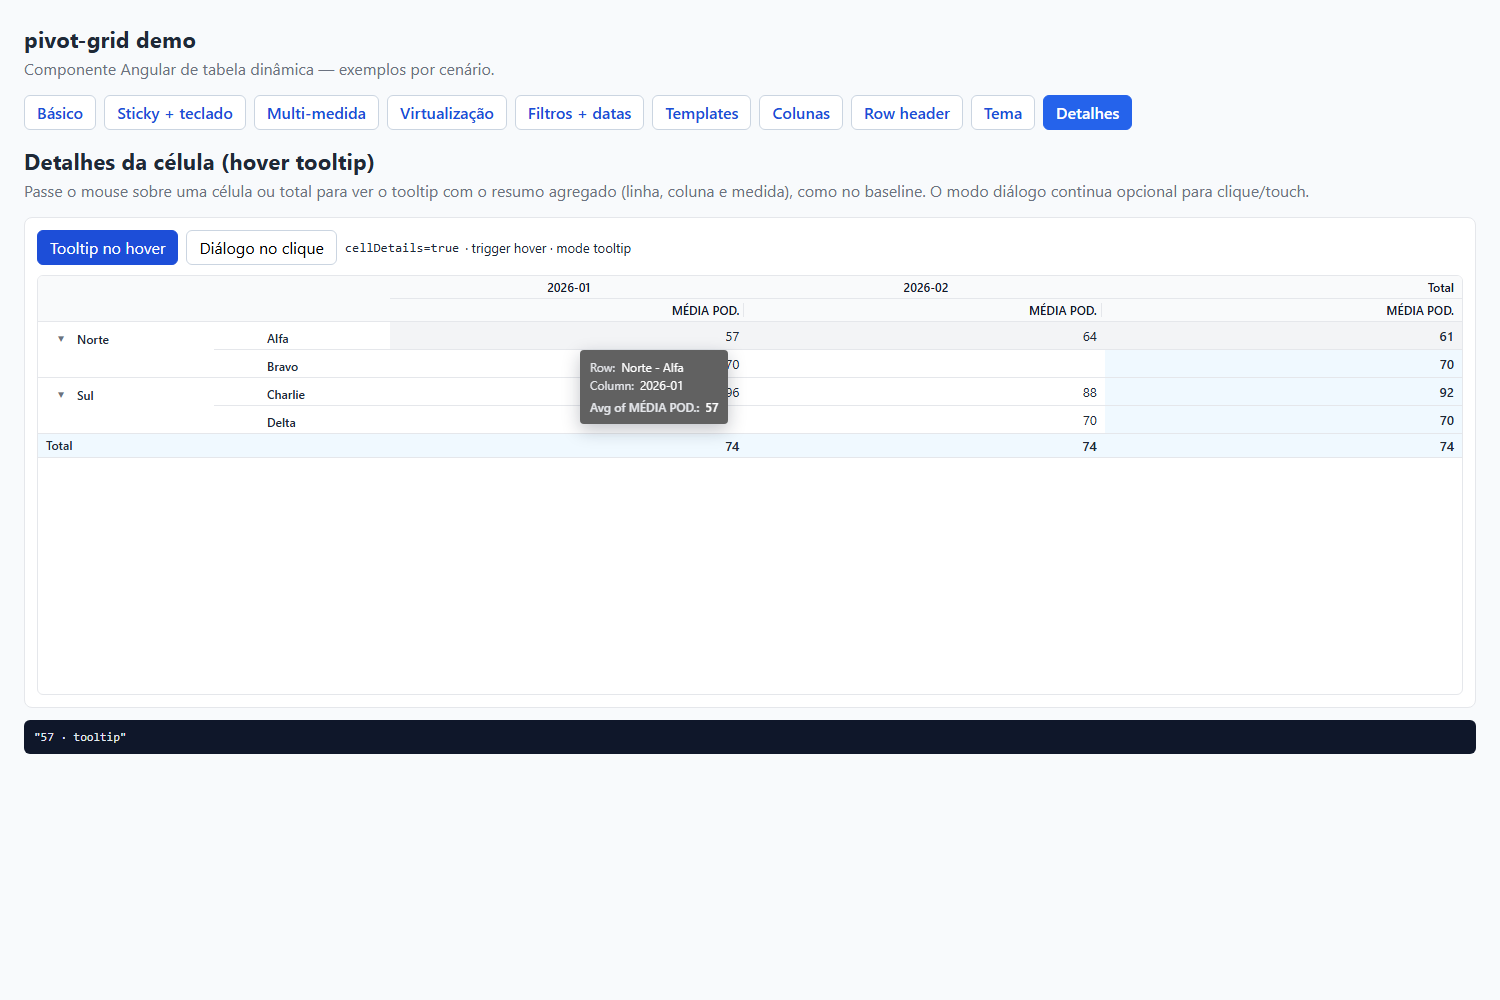 pivot-grid demo
Componente Angular de tabela dinâmica — exemplos por cenário.
Básico Sticky + teclado Multi-medida Virtualização Filtros + datas Templates Colunas Row header Tema Detalhes
Detalhes da célula (hover tooltip)
Passe o mouse sobre uma célula ou total para ver o tooltip com o resumo agregado (linha, coluna e medida), como no baseline. O modo diálogo continua opcional para clique/touch.
Tooltip no hover Diálogo no clique cellDetails=true · trigger hover · mode tooltip
2026-01 2026-02 Total
MÉDIA POD. MÉDIA POD. MÉDIA POD.
▼ Norte Alfa 57 64 61
Bravo 70 70
▼ Sul Charlie 96 88 92
Delta 70 70
Total 74 74 74
Row: Norte - Alfa
Column: 2026-01
Avg of MÉDIA POD.: 57
"57 · tooltip"